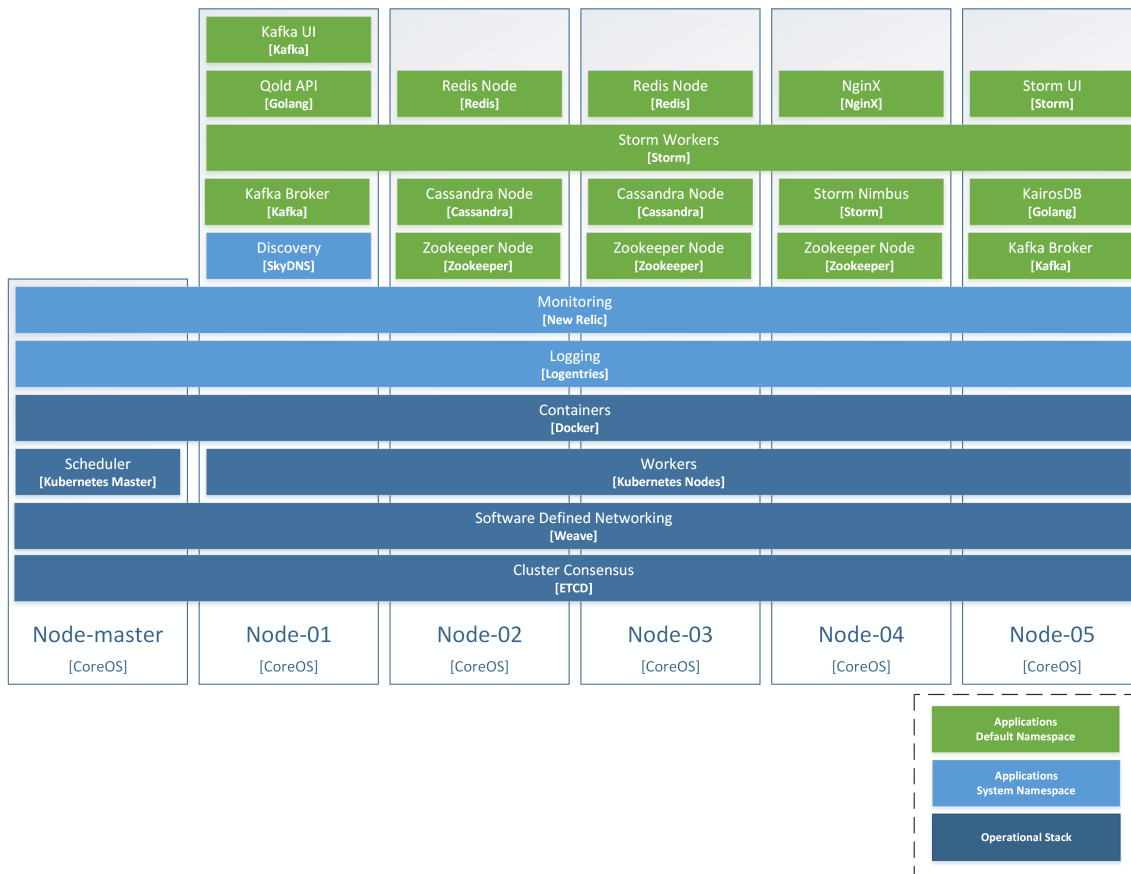 Kafka UI
[Kafka]
Qold API
[Golang]
Redis Node
[Redis]
Redis Node
[Redis]
NginX
[NginX]
Storm UI
[Storm]
Storm Workers
[Storm]
Kafka Broker
[Kafka]
Cassandra Node
[Cassandra]
Cassandra Node
[Cassandra]
Storm Nimbus
[Storm]
KairosDB
[Golang]
Discovery
[SkyDNS]
Zookeeper Node
[Zookeeper]
Zookeeper Node
[Zookeeper]
Zookeeper Node
[Zookeeper]
Kafka Broker
[Kafka]
Monitoring
[New Relic]
Logging
[Logentries]
Containers
[Docker]
Scheduler
[Kubernetes Master]
Workers
[Kubernetes Nodes]
Software Defined Networking
[Weave]
Cluster Consensus
[ETCD]
Node-master
[CoreOS]
Node-01
[CoreOS]
Node-02
[CoreOS]
Node-03
[CoreOS]
Node-04
[CoreOS]
Node-05
[CoreOS]
Applications
Default Namespace
Applications
System Namespace
Operational Stack